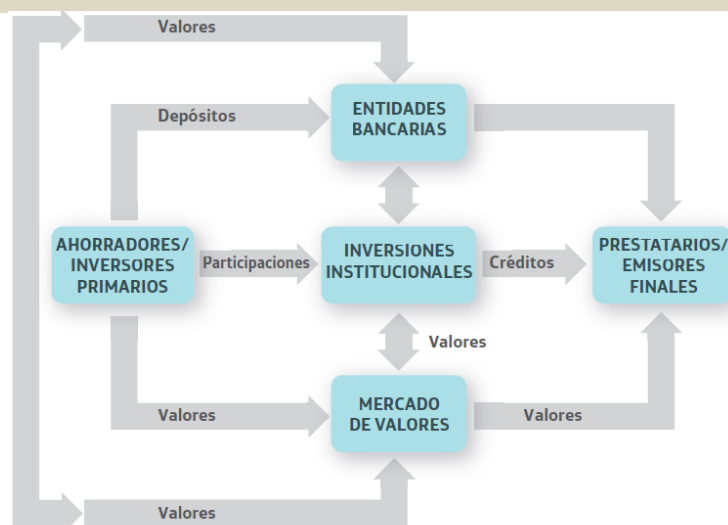 Valores
Depósitos
ENTIDADES
BANCARIAS
AHORRADORES/
INVERSORES
PRIMARIOS
Participaciones
INVERSIONES
INSTITUCIONALES
Créditos
PRESTATARIOS/
EMISORES
FINALES
Valores
Valores
MERCADO
DE VALORES
Valores
Valores